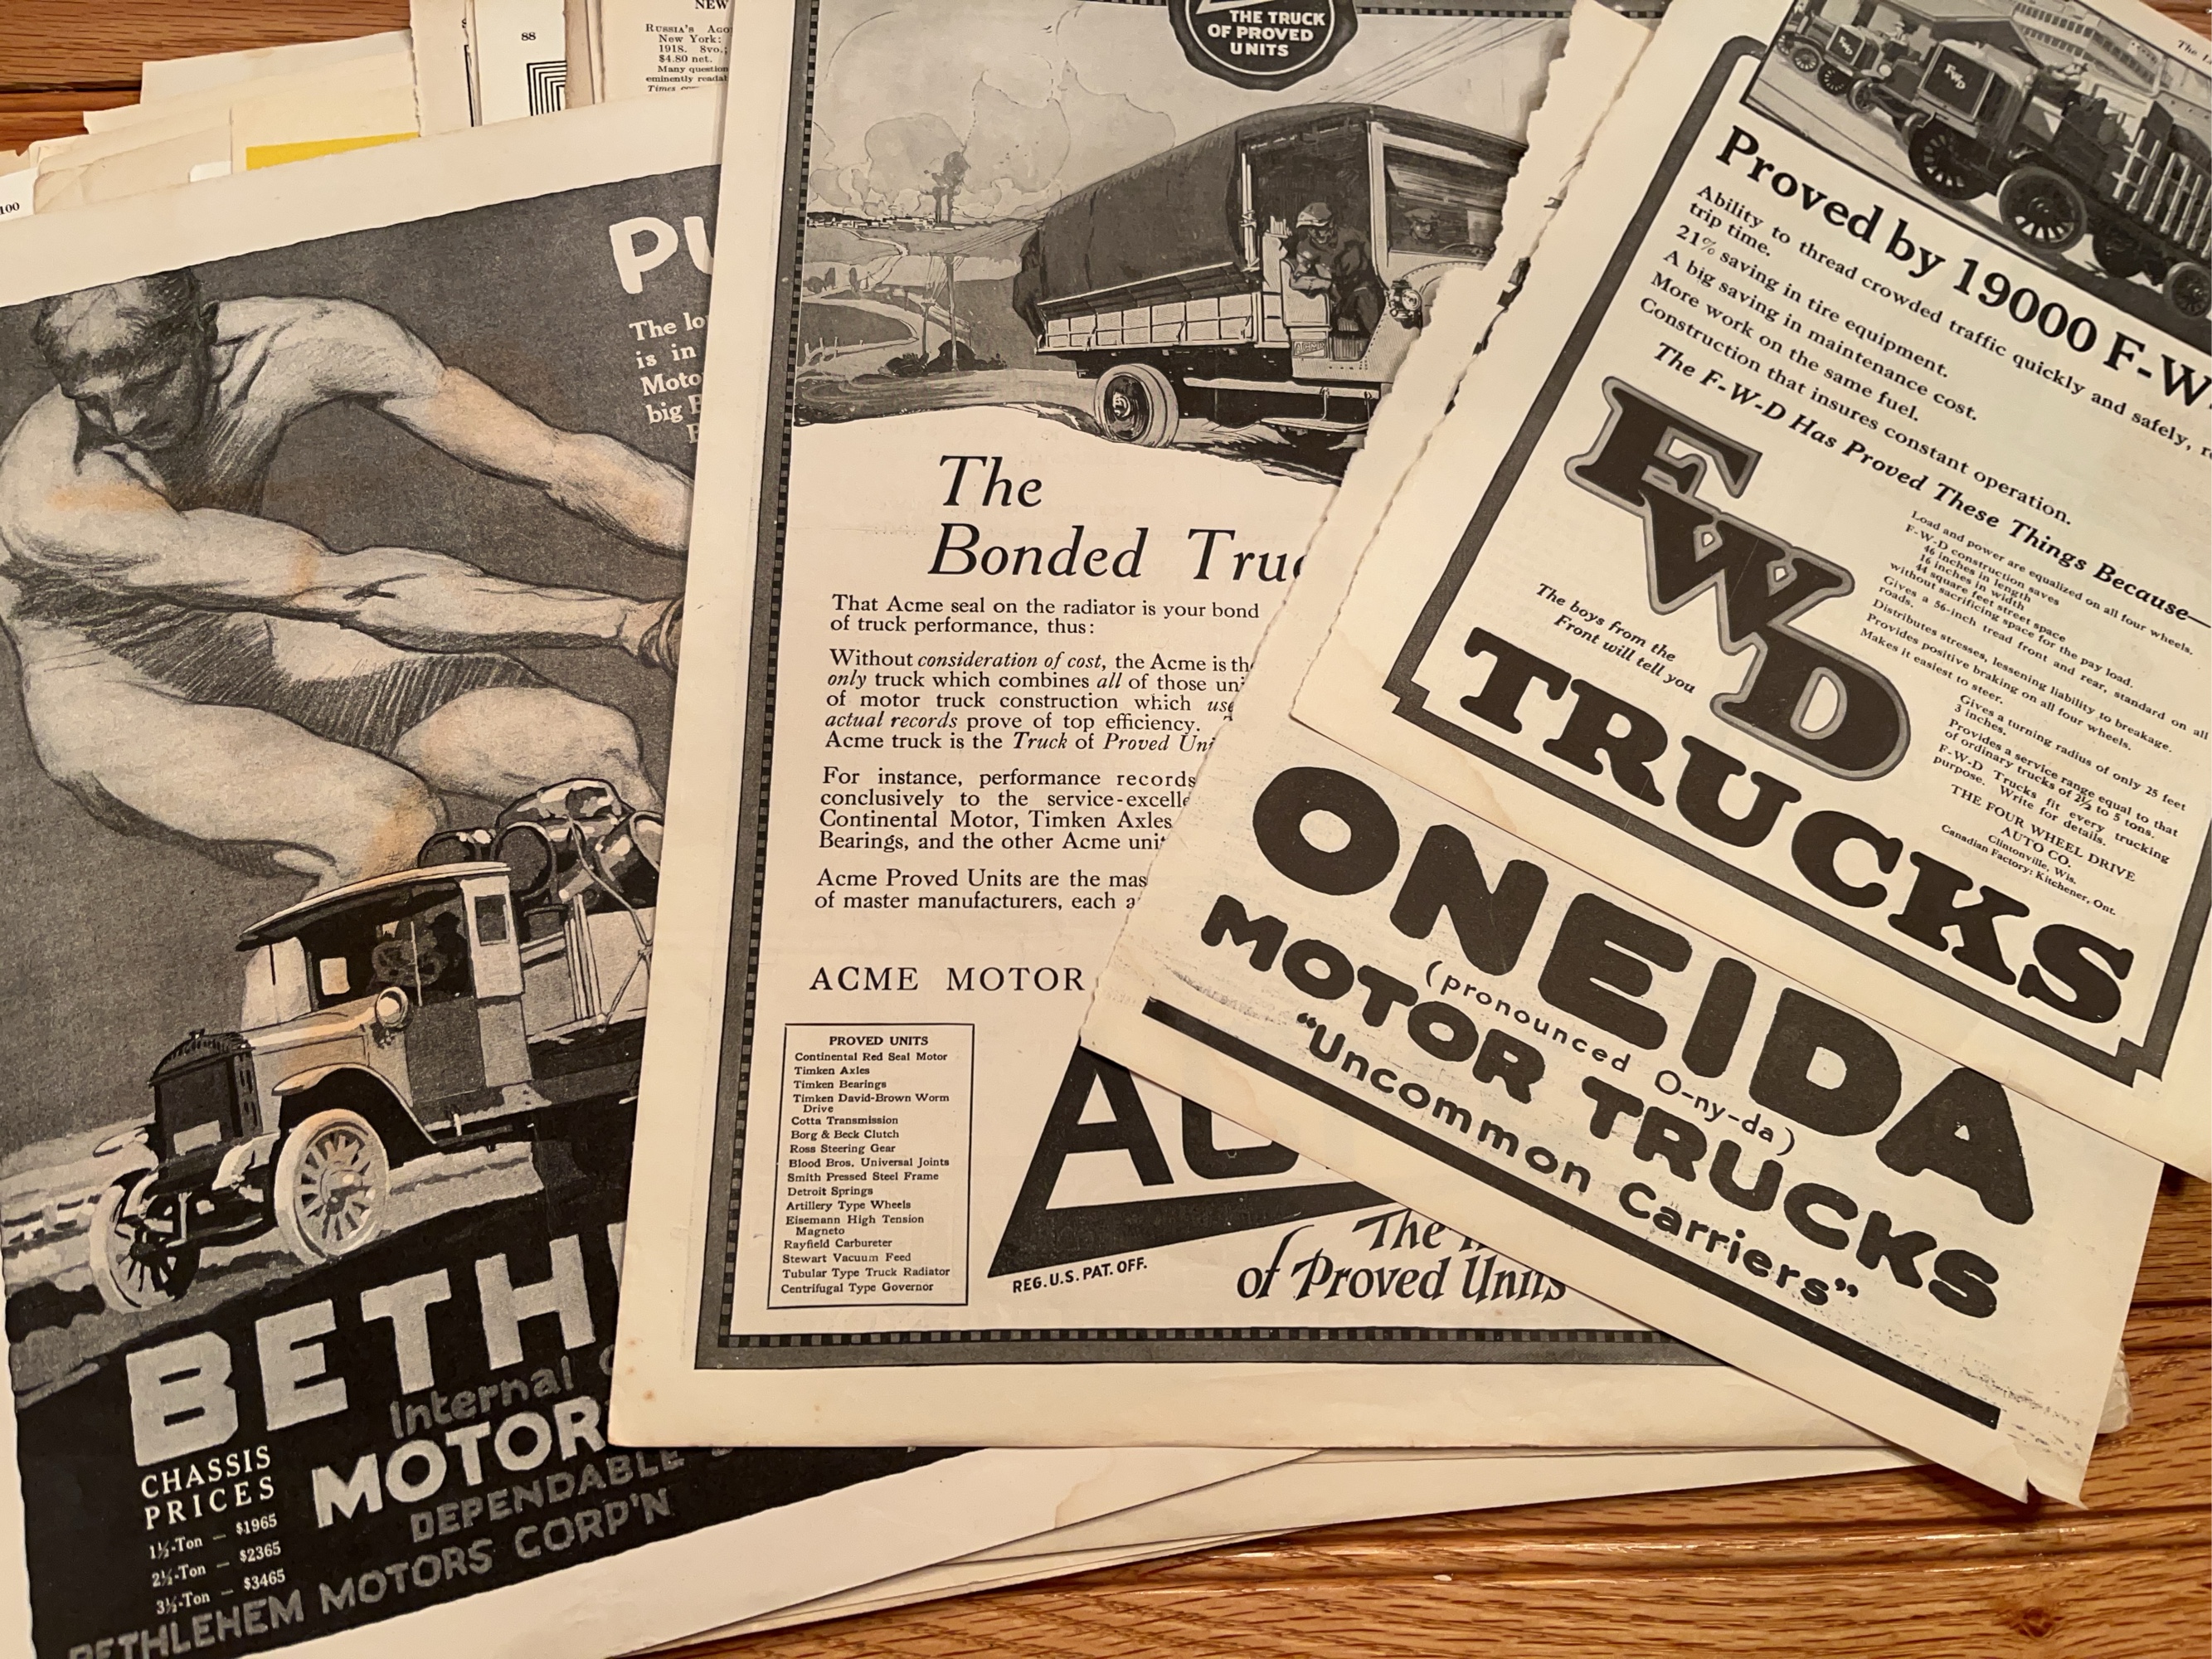 100
88
NEW
RUSSIA'S AGO
New York:
1918. 8vo.;
$4.80 net.
Many question
eminently readab
Times
PU
The lo
is in
Moto
big B
BETH
Internal
MOTOR
DEPENDABLE
BETHLEHEM MOTORS CORP'N
CHASSIS
PRICES
1½-Ton — $1965
2½-Ton — $2365
3½-Ton — $3465
THE TRUCK
OF PROVED
UNITS
ACME
The
Bonded Truc
That Acme seal on the radiator is your bond
of truck performance, thus:
Without consideration of cost, the Acme is the
only truck which combines all of those uni
of motor truck construction which use
actual records prove of top efficiency.
Acme truck is the Truck of Proved Uni
For instance, performance records
conclusively to the service-excelle
Continental Motor, Timken Axles
Bearings, and the other Acme unit
Acme Proved Units are the mas
of master manufacturers, each a
ACME MOTOR
PROVED UNITS
Continental Red Seal Motor
Timken Axles
Timken Bearings
Timken David-Brown Worm
Drive
Cotta Transmission
Borg & Beck Clutch
Ross Steering Gear
Blood Bros. Universal Joints
Smith Pressed Steel Frame
Detroit Springs
Artillery Type Wheels
Eisemann High Tension
Magneto
Rayfield Carbureter
Stewart Vacuum Feed
Tubular Type Truck Radiator
Centrifugal Type Governor
AC
REG. U.S. PAT. OFF.
The
of Proved Units
The L
FWD
FWD
Proved by 19000 F-W-
Ability to thread crowded traffic quickly and safely, re
trip time.
21% saving in tire equipment.
A big saving in maintenance cost.
More work on the same fuel.
Construction that insures constant operation.
The F-W-D Has Proved These Things Because—
Load and power are equalized on all four wheels.
F-W-D construction saves
46 inches in length
16 inches in width
44 square feet street space
without sacrificing space for the pay load.
Gives a 56-inch tread front and rear, standard on all
roads.
Distributes stresses, lessening liability to breakage.
Provides positive braking on all four wheels.
Makes it easiest to steer.
Gives a turning radius of only 25 feet
3 inches.
Provides a service range equal to that
of ordinary trucks of 2½ to 5 tons.
F-W-D Trucks fit every trucking
purpose. Write for details.
THE FOUR WHEEL DRIVE
AUTO CO.
Clintonville, Wis.
Canadian Factory: Kitchener, Ont.
FWD
The boys from the
Front will tell you
TRUCKS
ONEIDA
(pronounced O-ny-da)
MOTOR TRUCKS
"Uncommon Carriers"